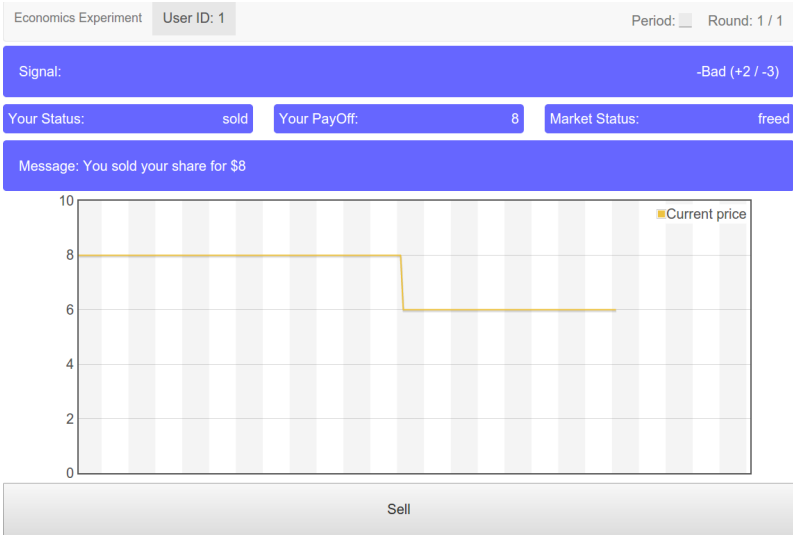 Economics Experiment User ID: 1 Period: __ Round: 1 / 1
Signal: -Bad (+2 / -3)
Your Status: sold Your PayOff: 8 Market Status: freed
Message: You sold your share for $8
10
Current price
8
6
4
2
0
Sell